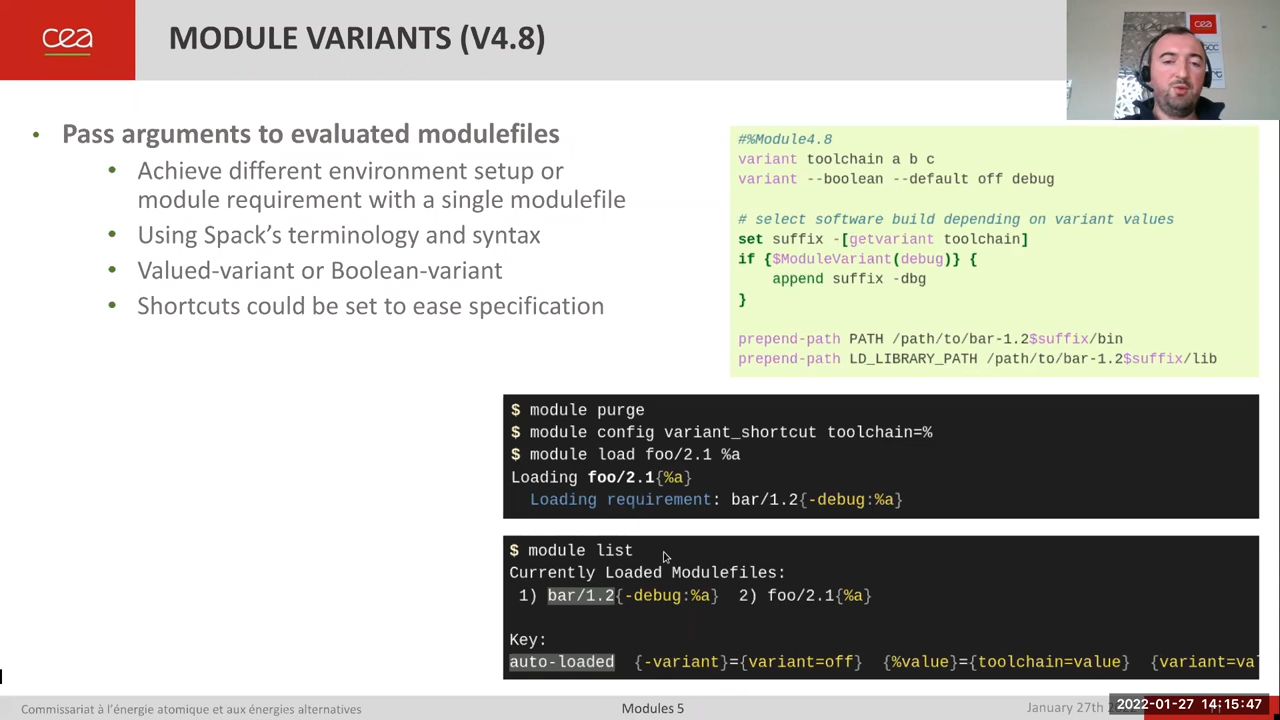 cea
MODULE VARIANTS (V4.8)
cea
• Pass arguments to evaluated modulefiles
• Achieve different environment setup or
module requirement with a single modulefile
• Using Spack’s terminology and syntax
• Valued-variant or Boolean-variant
• Shortcuts could be set to ease specification
#%Module4.8
variant toolchain a b c
variant --boolean --default off debug
# select software build depending on variant values
set suffix -[getvariant toolchain]
if {$ModuleVariant(debug)} {
append suffix -dbg
}
prepend-path PATH /path/to/bar-1.2$suffix/bin
prepend-path LD_LIBRARY_PATH /path/to/bar-1.2$suffix/lib
$ module purge
$ module config variant_shortcut toolchain=%
$ module load foo/2.1 %a
Loading foo/2.1{%a}
Loading requirement: bar/1.2{-debug:%a}
$ module list
Currently Loaded Modulefiles:
1) bar/1.2{-debug:%a} 2) foo/2.1{%a}
Key:
auto-loaded {-variant}={variant=off} {%value}={toolchain=value} {variant=va
Commissariat à l’énergie atomique et aux énergies alternatives
Modules 5
January 27th
2022-01-27 14:15:47